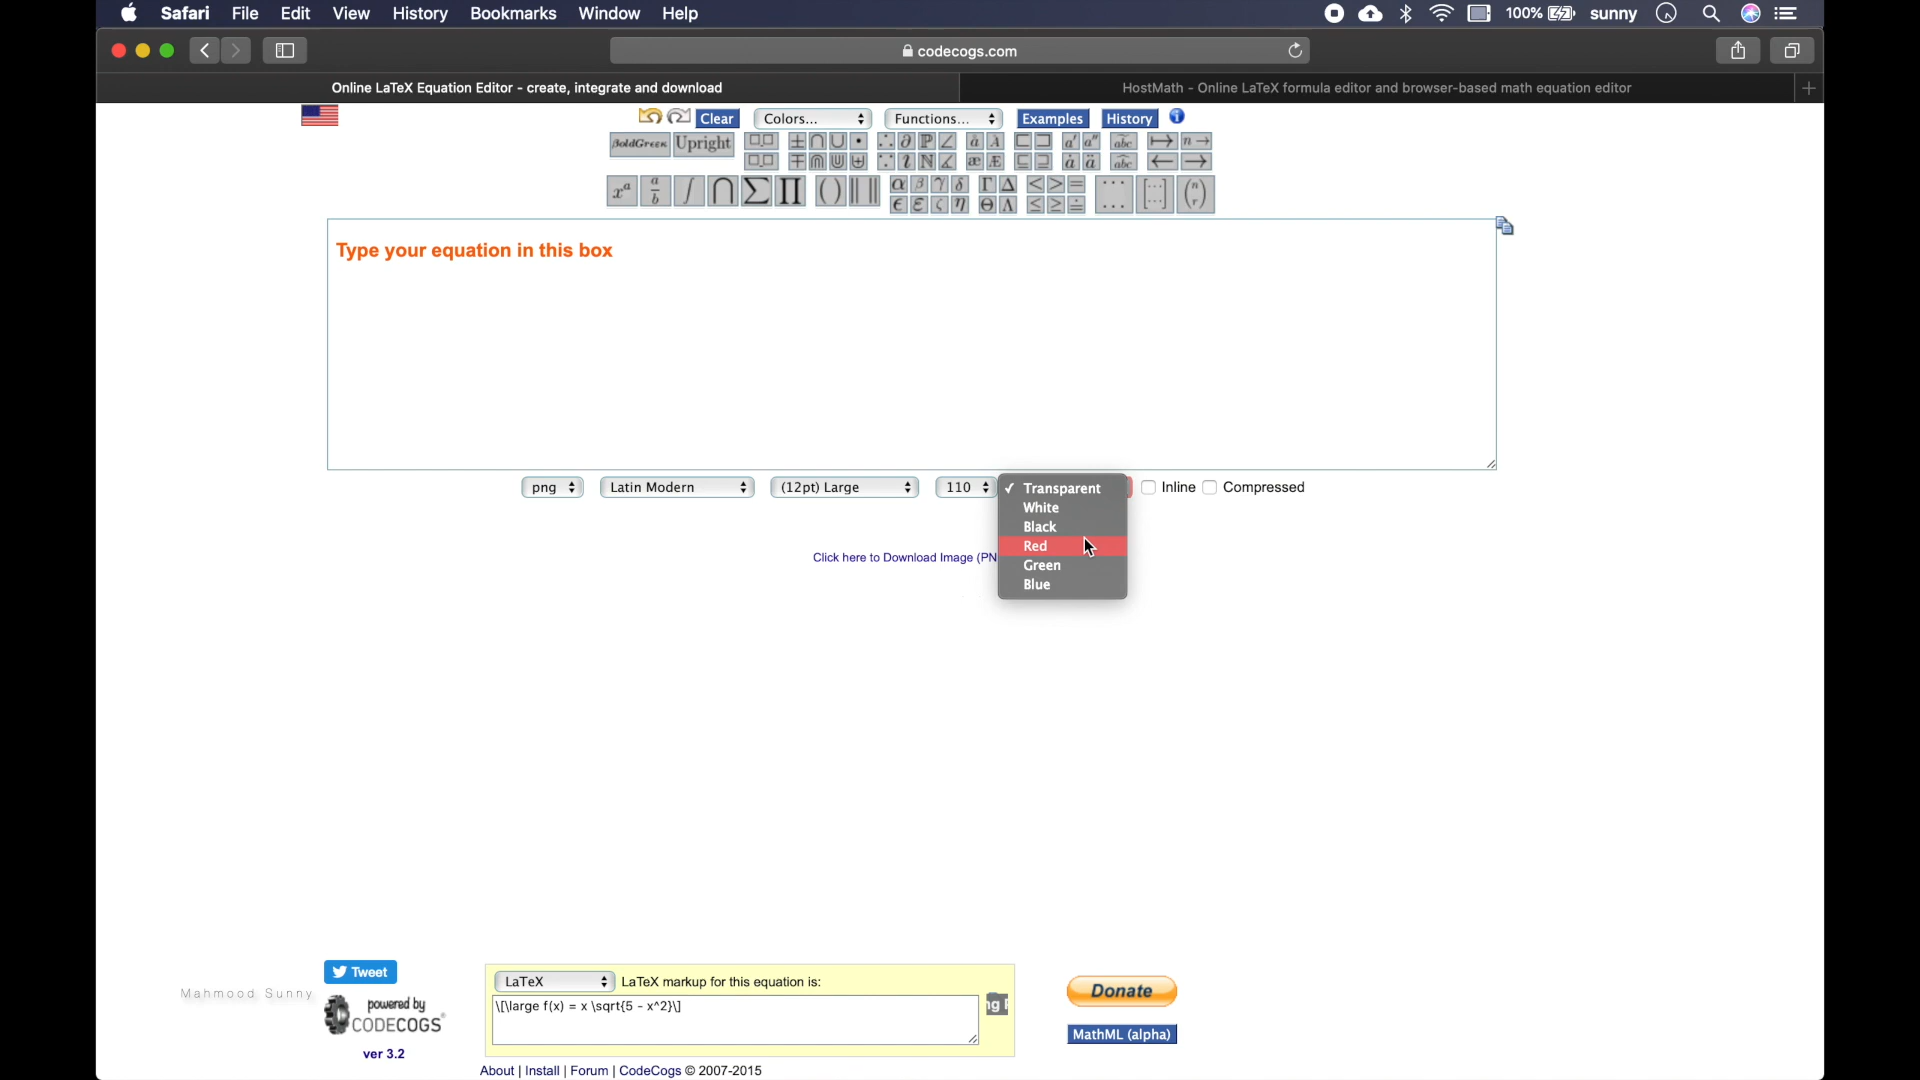 Safari File Edit View History Bookmarks Window Help 100% sunny
codecogs.com
Online LaTeX Equation Editor - create, integrate and download
HostMath - Online LaTeX formula editor and browser-based math equation editor
Clear Colors... Functions... Examples History
βoldGreek Upright
Type your equation in this box
png Latin Modern (12pt) Large 110 ✓ Transparent Inline Compressed
White
Black
Red
Green
Blue
Click here to Download Image (PN
Tweet
Mahmood Sunny
powered by
CODECOGS
ver 3.2
LaTeX LaTeX markup for this equation is:
\[\large f(x) = x \sqrt{5 - x^2}\]
Donate
MathML (alpha)
About | Install | Forum | CodeCogs © 2007-2015